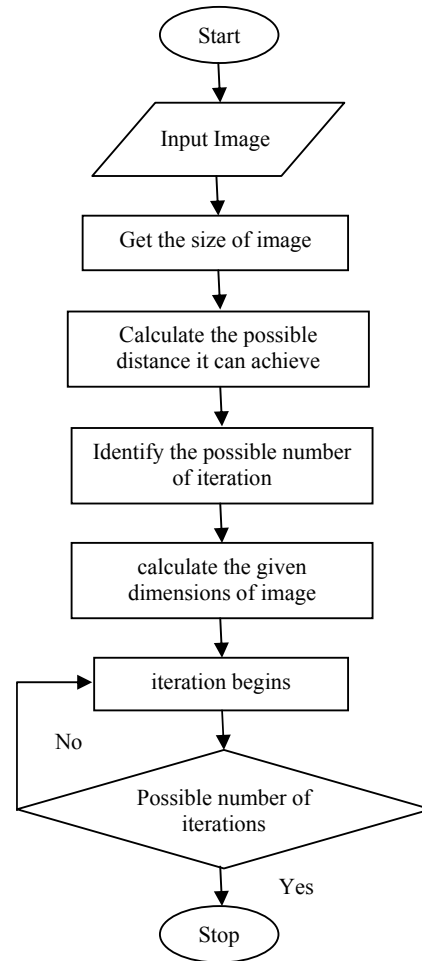 Start
Input Image
Get the size of image
Calculate the possible
distance it can achieve
Identify the possible number
of iteration
calculate the given
dimensions of image
iteration begins
No
Possible number of
iterations
Yes
Stop